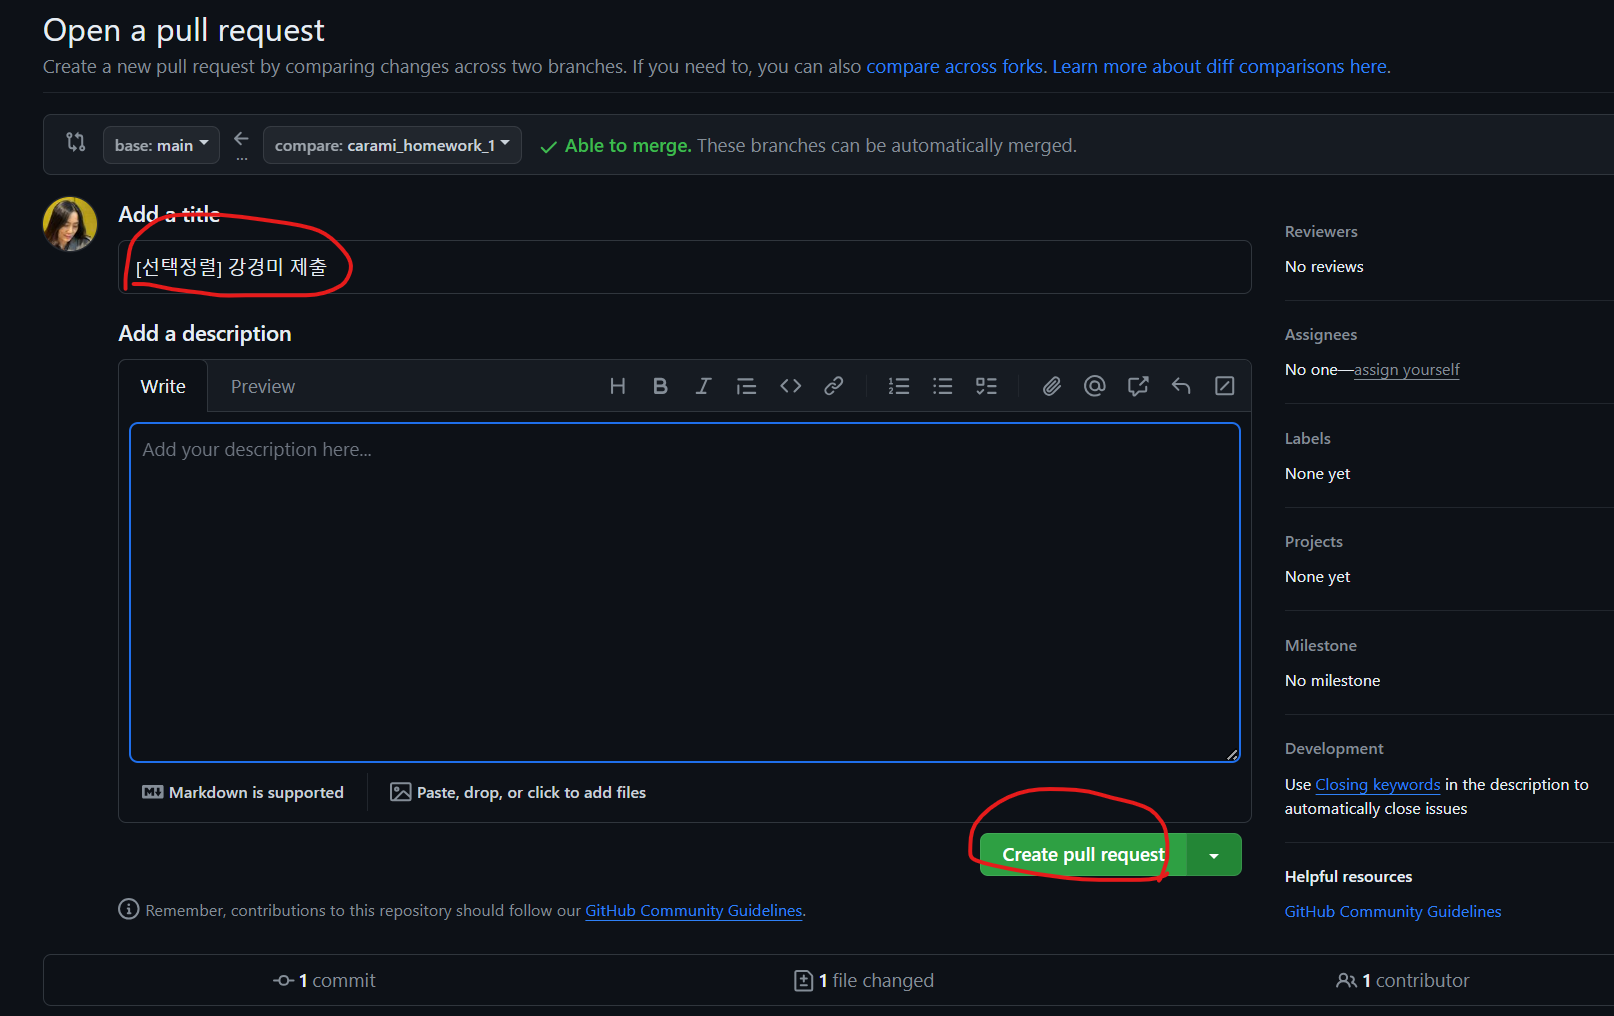 Open a pull request
Create a new pull request by comparing changes across two branches. If you need to, you can also compare across forks. Learn more about diff comparisons here.
base: main
compare: carami_homework_1
Able to merge. These branches can be automatically merged.
Add a title
[선택정렬] 강경미 제출
Add a description
Write Preview
Add your description here...
Markdown is supported
Paste, drop, or click to add files
Create pull request
Remember, contributions to this repository should follow our GitHub Community Guidelines.
Reviewers
No reviews
Assignees
No one—assign yourself
Labels
None yet
Projects
None yet
Milestone
No milestone
Development
Use Closing keywords in the description to
automatically close issues
Helpful resources
GitHub Community Guidelines
1 commit
1 file changed
1 contributor